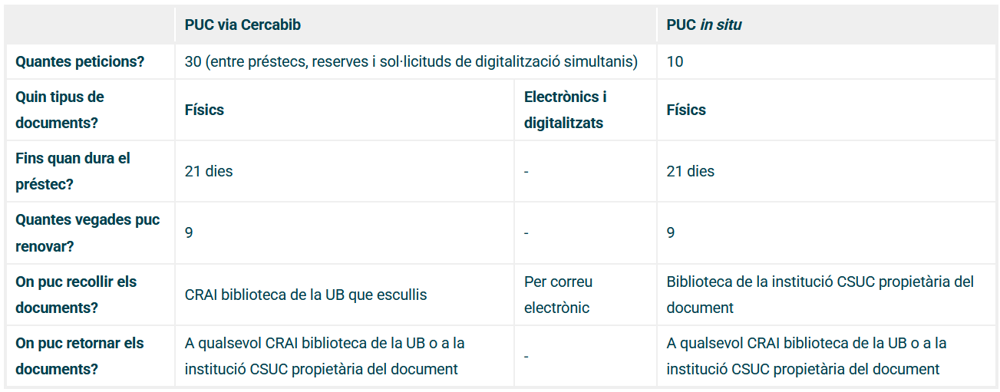 PUC via Cercabib
PUC in situ
Quantes peticions?
30 (entre préstecs, reserves i sol·licituds de digitalització simultanis)
10
Quin tipus de
documents?
Físics
Electrònics i
digitalitzats
Físics
Fins quan dura el
préstec?
21 dies
-
21 dies
Quantes vegades puc
renovar?
9
-
9
On puc recollir els
documents?
CRAI biblioteca de la UB que escullis
Per correu
electrònic
Biblioteca de la institució CSUC propietària del
document
On puc retornar els
documents?
A qualsevol CRAI biblioteca de la UB o a la
institució CSUC propietària del document
-
A qualsevol CRAI biblioteca de la UB o a la
institució CSUC propietària del document